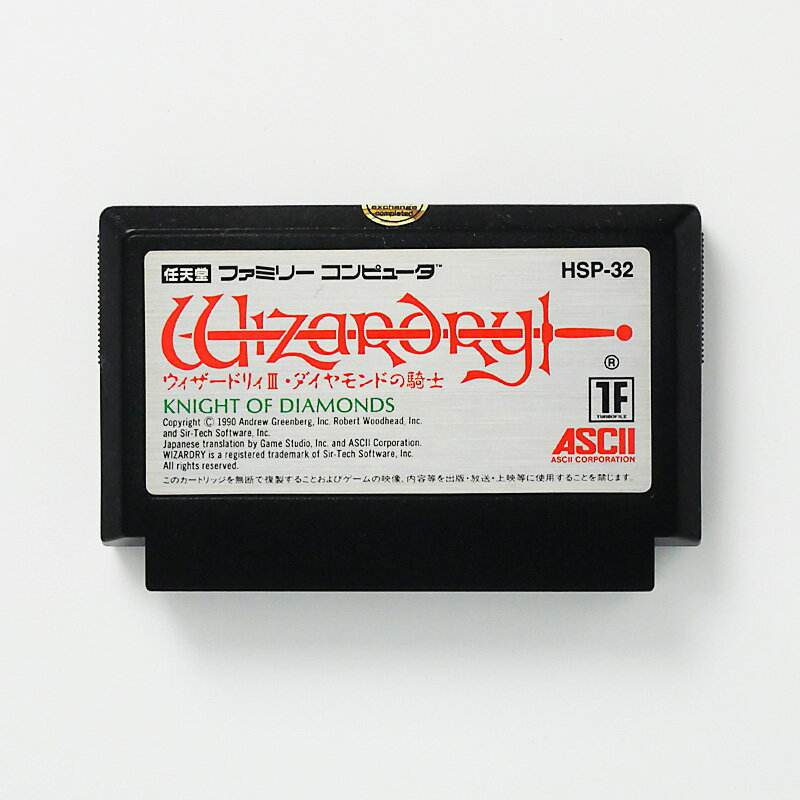 exchange
completed
任天堂 ファミリー コンピュータ™ HSP-32
Wizardry
®
ウィザードリィⅢ・ダイヤモンドの騎士
KNIGHT OF DIAMONDS
Copyright © 1990 Andrew Greenberg, Inc. Robert Woodhead, Inc.
and Sir-Tech Software, Inc.
Japanese translation by Game Studio, Inc. and ASCII Corporation.
WIZARDRY is a registered trademark of Sir-Tech Software, Inc.
All rights reserved.
TF
TURBOFILE
ASCII
ASCII CORPORATION
このカートリッジを無断で複製することおよびゲームの映像、内容等を出版・放送・上映等に使用することを禁じます。